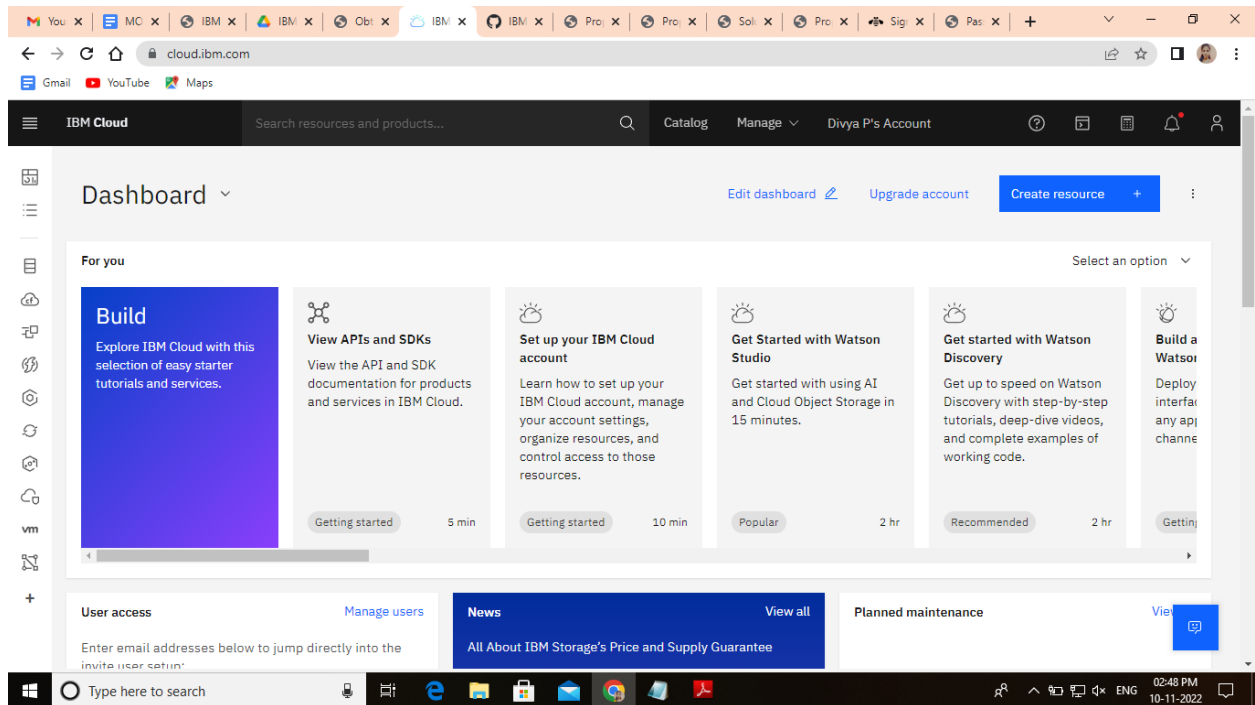 You
MO
IBM
IBM
Obt
IBM
IBM
Pro
Pro
Solu
Pro
Sign
Pas
cloud.ibm.com
Gmail YouTube Maps
IBM Cloud Search resources and products... Catalog Manage Divya P's Account
Dashboard Edit dashboard Upgrade account Create resource +
For you Select an option
Build
Explore IBM Cloud with this
selection of easy starter
tutorials and services.
View APIs and SDKs
View the API and SDK
documentation for products
and services in IBM Cloud.
Getting started 5 min
Set up your IBM Cloud
account
Learn how to set up your
IBM Cloud account, manage
your account settings,
organize resources, and
control access to those
resources.
Getting started 10 min
Get Started with Watson
Studio
Get started with using AI
and Cloud Object Storage in
15 minutes.
Popular 2 hr
Get started with Watson
Discovery
Get up to speed on Watson
Discovery with step-by-step
tutorials, deep-dive videos,
and complete examples of
working code.
Recommended 2 hr
Build a
Watson
Deploy
interfac
any app
channe
Getting
vm
User access Manage users
Enter email addresses below to jump directly into the
invite user setup:
News View all
All About IBM Storage's Price and Supply Guarantee
Planned maintenance View
Type here to search
ENG
02:48 PM
10-11-2022